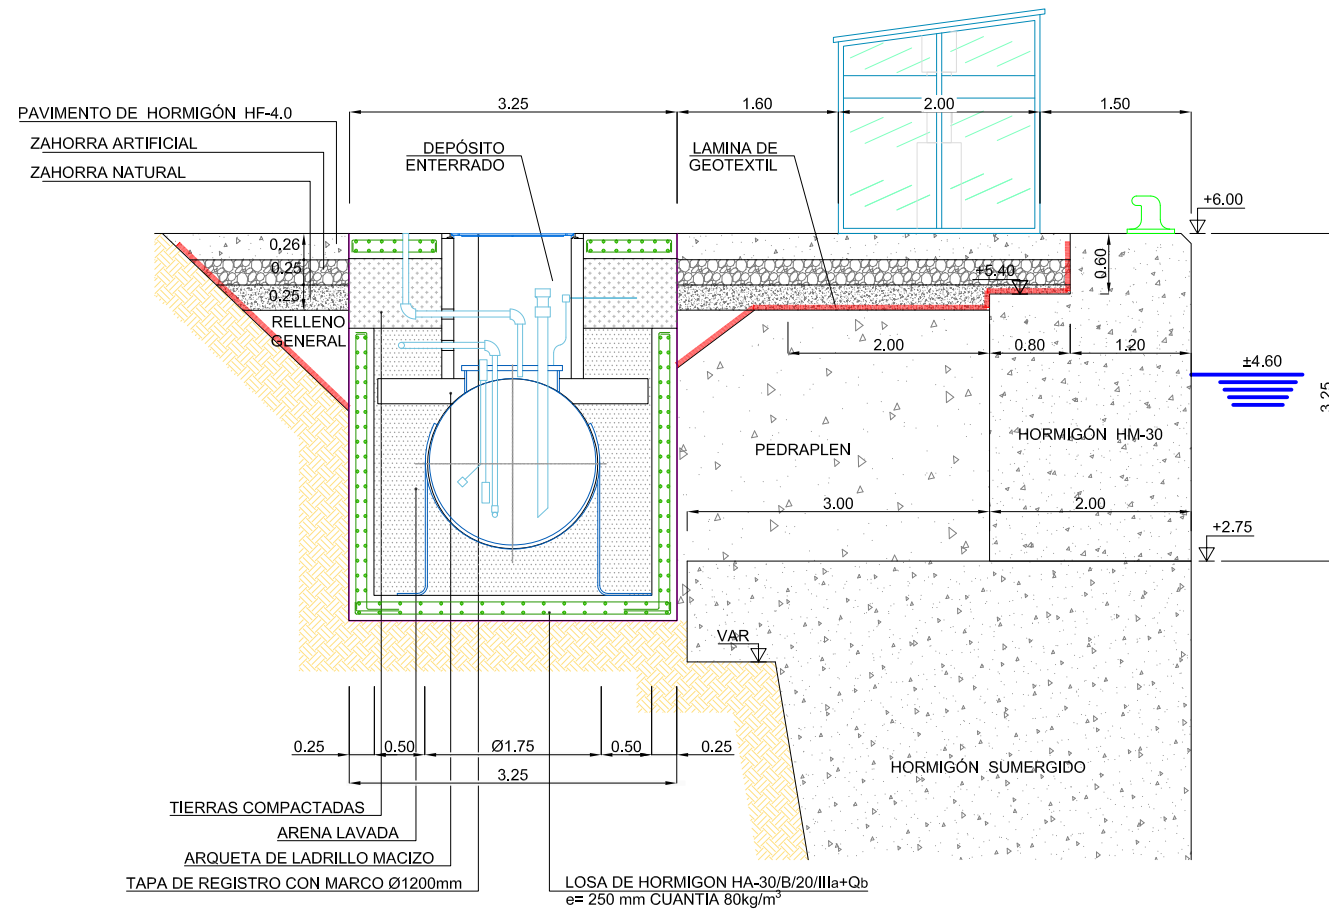 3.25
1.60
2.00
1.50
PAVIMENTO DE HORMIGÓN HF-4.0
ZAHORRA ARTIFICIAL
ZAHORRA NATURAL
DEPÓSITO
ENTERRADO
LAMINA DE
GEOTEXTIL
+6.00
0,26
0.25
0.25
+5.40
0.60
RELLENO
GENERAL
2.00
0.80
1.20
±4.60
3.25
HORMIGÓN HM-30
PEDRAPLEN
3.00
2.00
+2.75
VAR
0.25
0.50
Ø1.75
0.50
0.25
3.25
HORMIGÓN SUMERGIDO
TIERRAS COMPACTADAS
ARENA LAVADA
ARQUETA DE LADRILLO MACIZO
TAPA DE REGISTRO CON MARCO Ø1200mm
LOSA DE HORMIGON HA-30/B/20/IIIa+Qb
e= 250 mm CUANTIA 80kg/m³